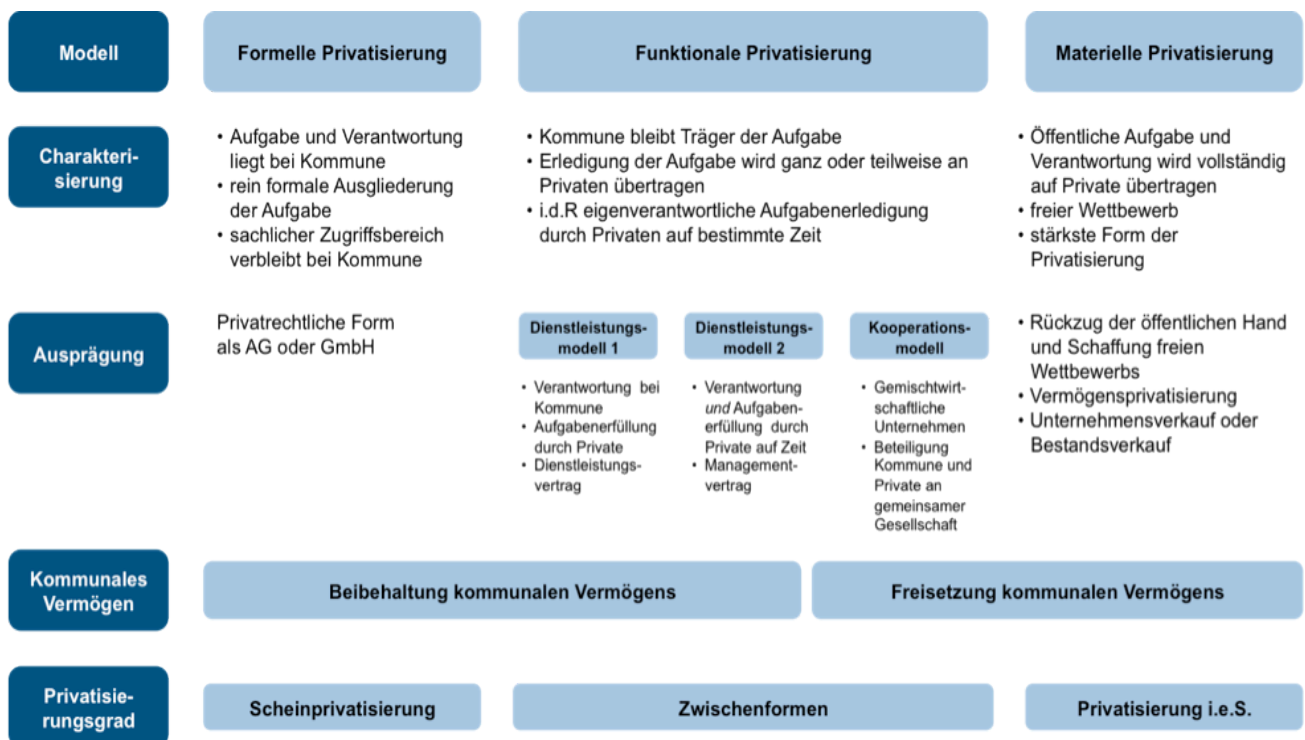 Modell
Formelle Privatisierung
Funktionale Privatisierung
Materielle Privatisierung
Charakteri-
sierung
• Aufgabe und Verantwortung
liegt bei Kommune
• rein formale Ausgliederung
der Aufgabe
• sachlicher Zugriffsbereich
verbleibt bei Kommune
• Kommune bleibt Träger der Aufgabe
• Erledigung der Aufgabe wird ganz oder teilweise an
Privaten übertragen
• i.d.R eigenverantwortliche Aufgabenerledigung
durch Privaten auf bestimmte Zeit
• Öffentliche Aufgabe und
Verantwortung wird vollständig
auf Private übertragen
• freier Wettbewerb
• stärkste Form der
Privatisierung
Ausprägung
Privatrechtliche Form
als AG oder GmbH
Dienstleistungs-
modell 1
• Verantwortung bei
Kommune
• Aufgabenerfüllung
durch Private
• Dienstleistungs-
vertrag
Dienstleistungs-
modell 2
• Verantwortung
und Aufgaben-
erfüllung durch
Private auf Zeit
• Management-
vertrag
Kooperations-
modell
• Gemischtwirt-
schaftliche
Unternehmen
• Beteiligung
Kommune und
Private an
gemeinsamer
Gesellschaft
• Rückzug der öffentlichen Hand
und Schaffung freien
Wettbewerbs
• Vermögensprivatisierung
• Unternehmensverkauf oder
Bestandsverkauf
Kommunales
Vermögen
Beibehaltung kommunalen Vermögens
Freisetzung kommunalen Vermögens
Privatisie-
rungsgrad
Scheinprivatisierung
Zwischenformen
Privatisierung i.e.S.